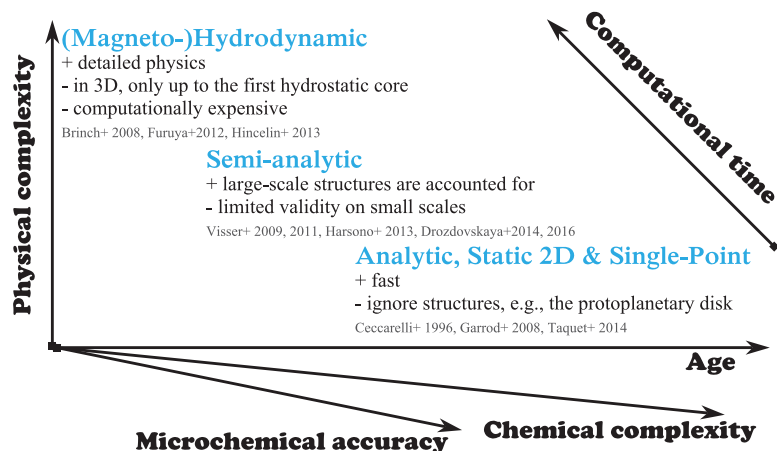 (Magneto-)Hydrodynamic
+ detailed physics
- in 3D, only up to the first hydrostatic core
- computationally expensive
Brinch+ 2008, Furuya+2012, Hincelin+ 2013
Semi-analytic
+ large-scale structures are accounted for
- limited validity on small scales
Visser+ 2009, 2011, Harsono+ 2013, Drozdovskaya+2014, 2016
Analytic, Static 2D & Single-Point
+ fast
- ignore structures, e.g., the protoplanetary disk
Ceccarelli+ 1996, Garrod+ 2008, Taquet+ 2014
Physical complexity
Computational time
Age
Chemical complexity
Microchemical accuracy